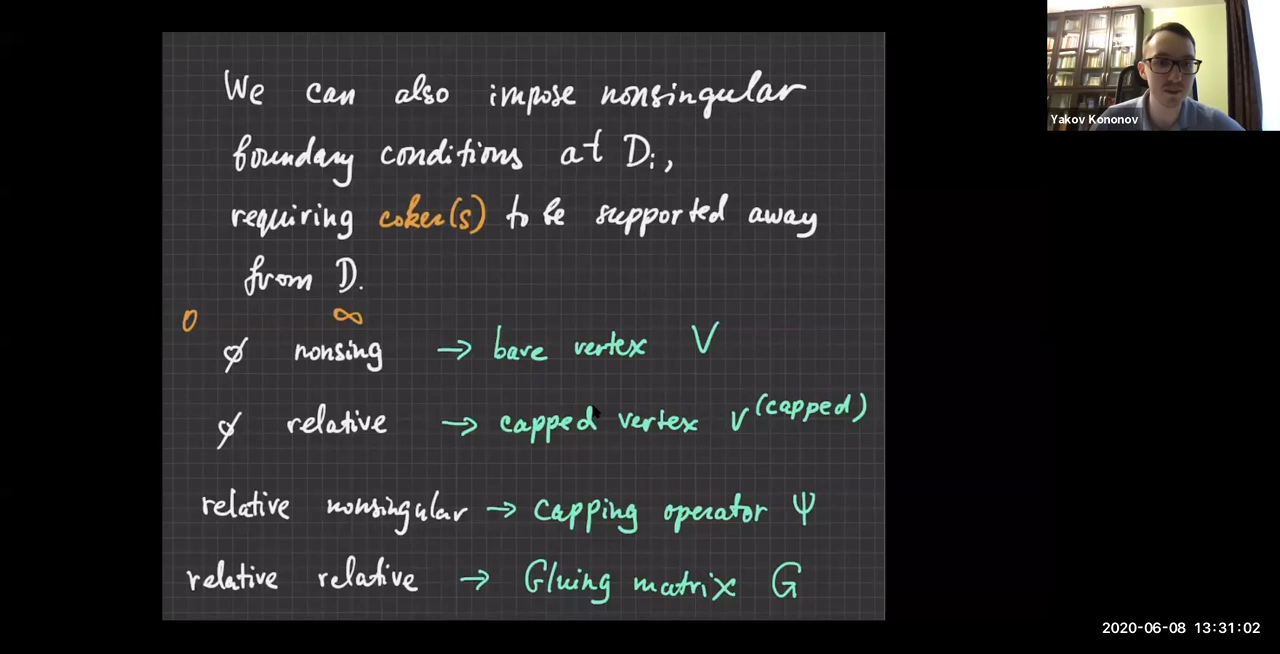 We can also impose nonsingular
boundary conditions at Di,
requiring coker(s) to be supported away
from D.
0 ∞
∅ nonsing → bare vertex V
∅ relative → capped vertex V^(capped)
relative nonsingular → capping operator Ψ
relative relative → Gluing matrix G
Yakov Kononov
2020-06-08 13:31:02